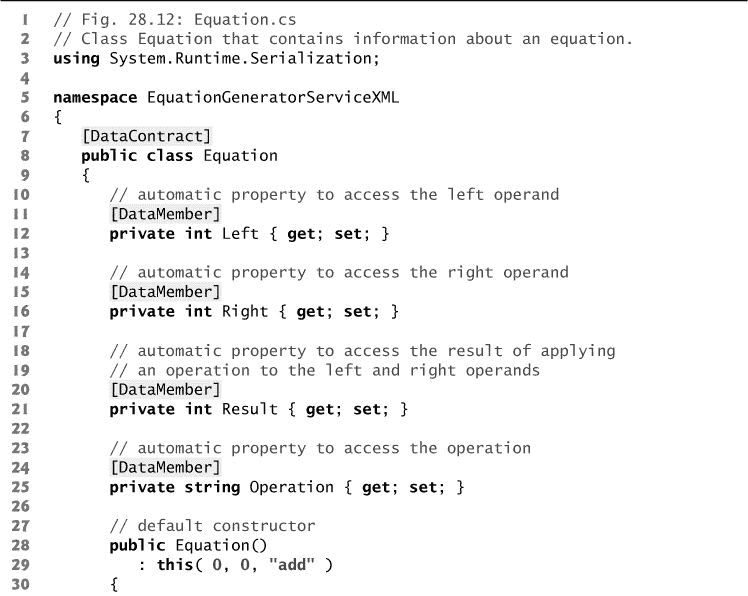 1 // Fig. 28.12: Equation.cs
2 // Class Equation that contains information about an equation.
3 using System.Runtime.Serialization;
4
5 namespace EquationGeneratorServiceXML
6 {
7    [DataContract]
8    public class Equation
9    {
10       // automatic property to access the left operand
11       [DataMember]
12       private int Left { get; set; }
13
14       // automatic property to access the right operand
15       [DataMember]
16       private int Right { get; set; }
17
18       // automatic property to access the result of applying
19       // an operation to the left and right operands
20       [DataMember]
21       private int Result { get; set; }
22
23       // automatic property to access the operation
24       [DataMember]
25       private string Operation { get; set; }
26
27       // default constructor
28       public Equation()
29          : this( 0, 0, "add" )
30       {